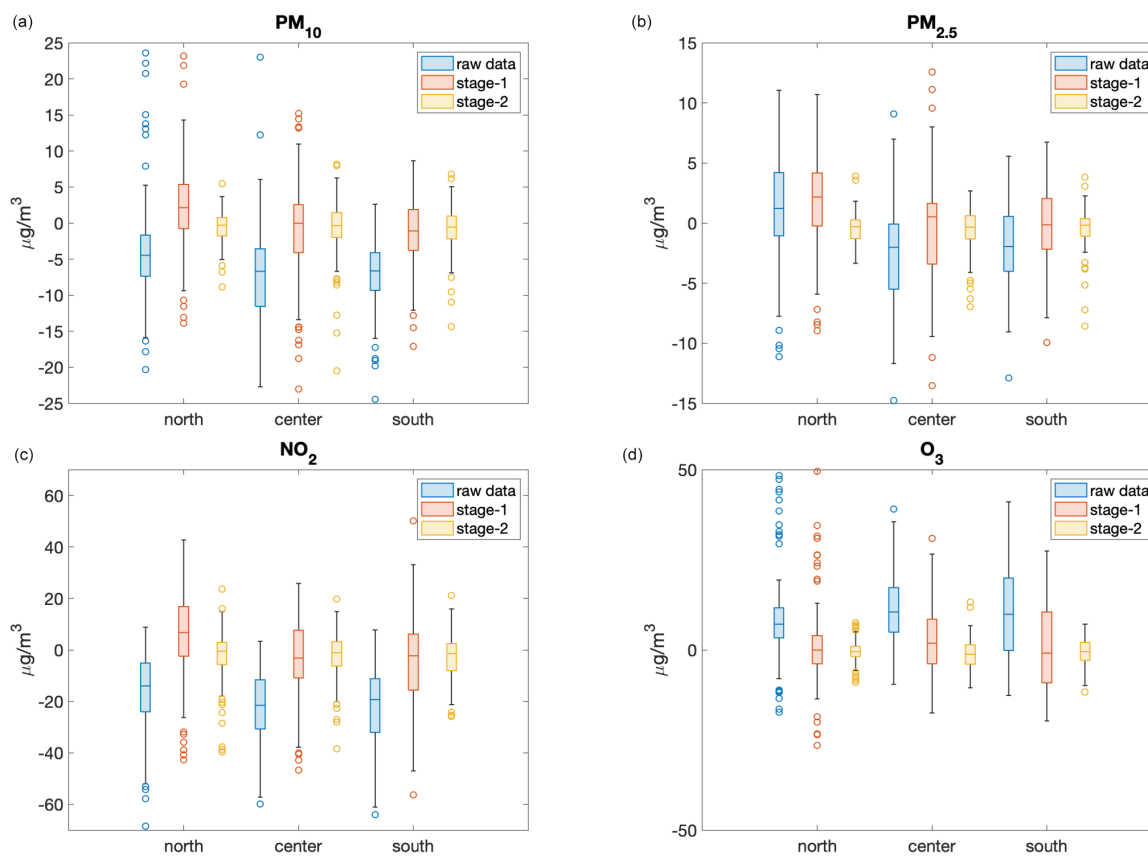 (a)
PM10
25
20
15
10
5
0
-5
-10
-15
-20
-25
μg/m3
raw data
stage-1
stage-2
north center south
(b)
PM2.5
15
10
5
0
-5
-10
-15
μg/m3
raw data
stage-1
stage-2
north center south
(c)
NO2
60
40
20
0
-20
-40
-60
μg/m3
raw data
stage-1
stage-2
north center south
(d)
O3
50
0
-50
μg/m3
raw data
stage-1
stage-2
north center south